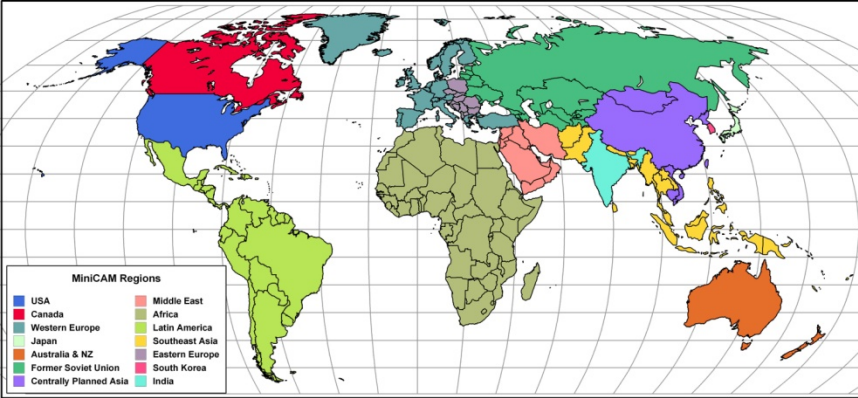 MiniCAM Regions
USA
Canada
Western Europe
Japan
Australia & NZ
Former Soviet Union
Centrally Planned Asia
Middle East
Africa
Latin America
Southeast Asia
Eastern Europe
South Korea
India